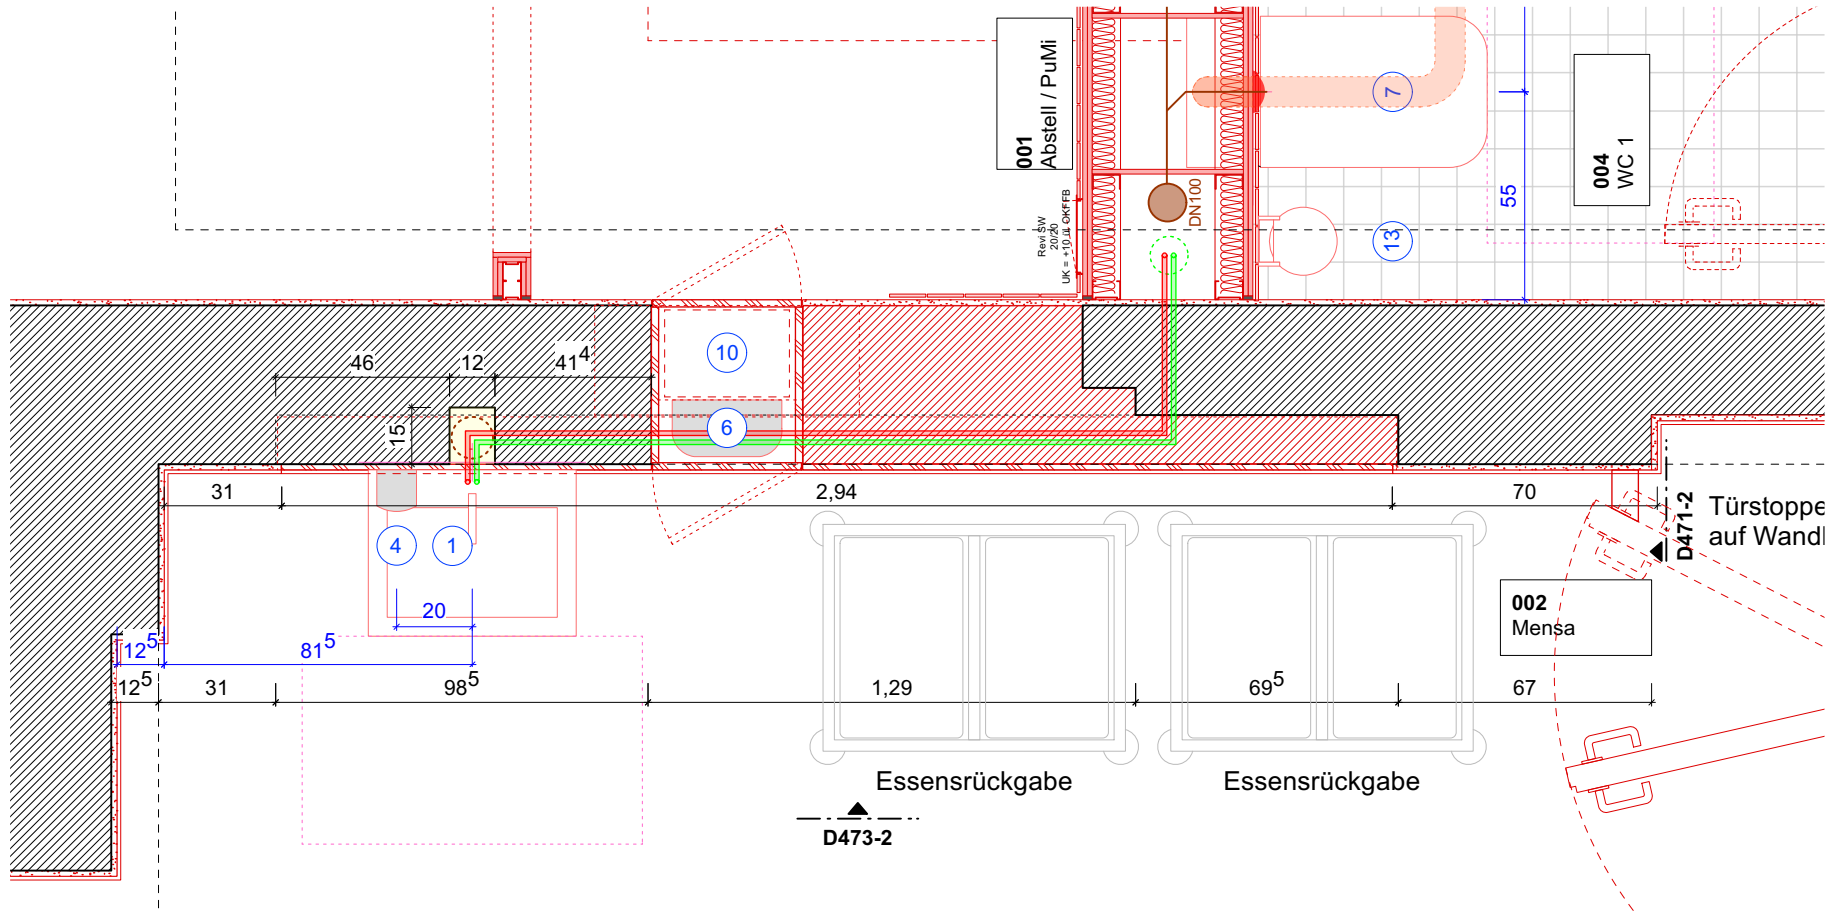 001
Abstell / PuMi
7
004
WC 1
55
13
DN100
Revi SW
20/20
UK = +10 ü. OKFFB
10
46
12
41⁴
6
15
31
2,94
70
D471-2
Türstoppe
auf Wandl
4
1
002
Mensa
20
12⁵
81⁵
12⁵
31
98⁵
1,29
69⁵
67
Essensrückgabe
Essensrückgabe
D473-2